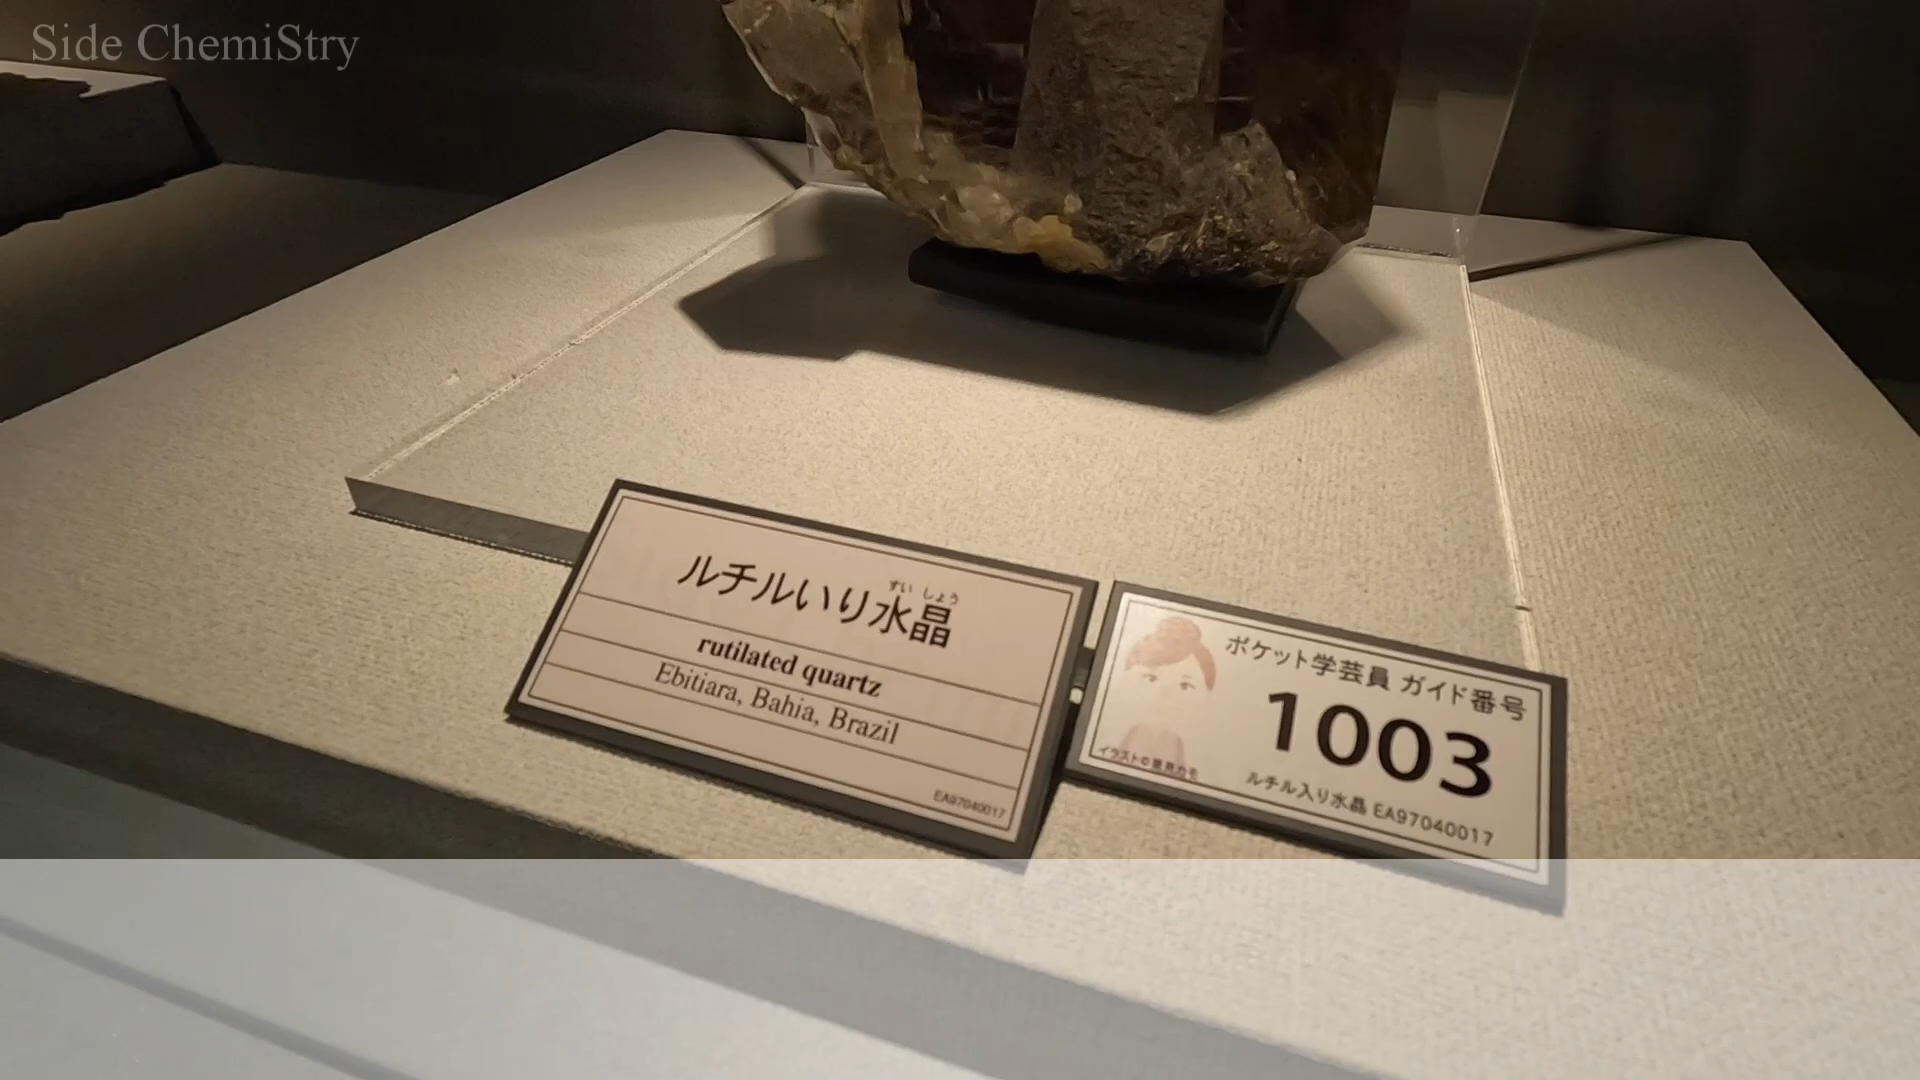 Side ChemiStry
すいしょう
ルチルいり水晶
rutilated quartz
Ebitiara, Bahia, Brazil
EA97040017
ポケット学芸員 ガイド番号
1003
ルチル入り水晶 EA97040017